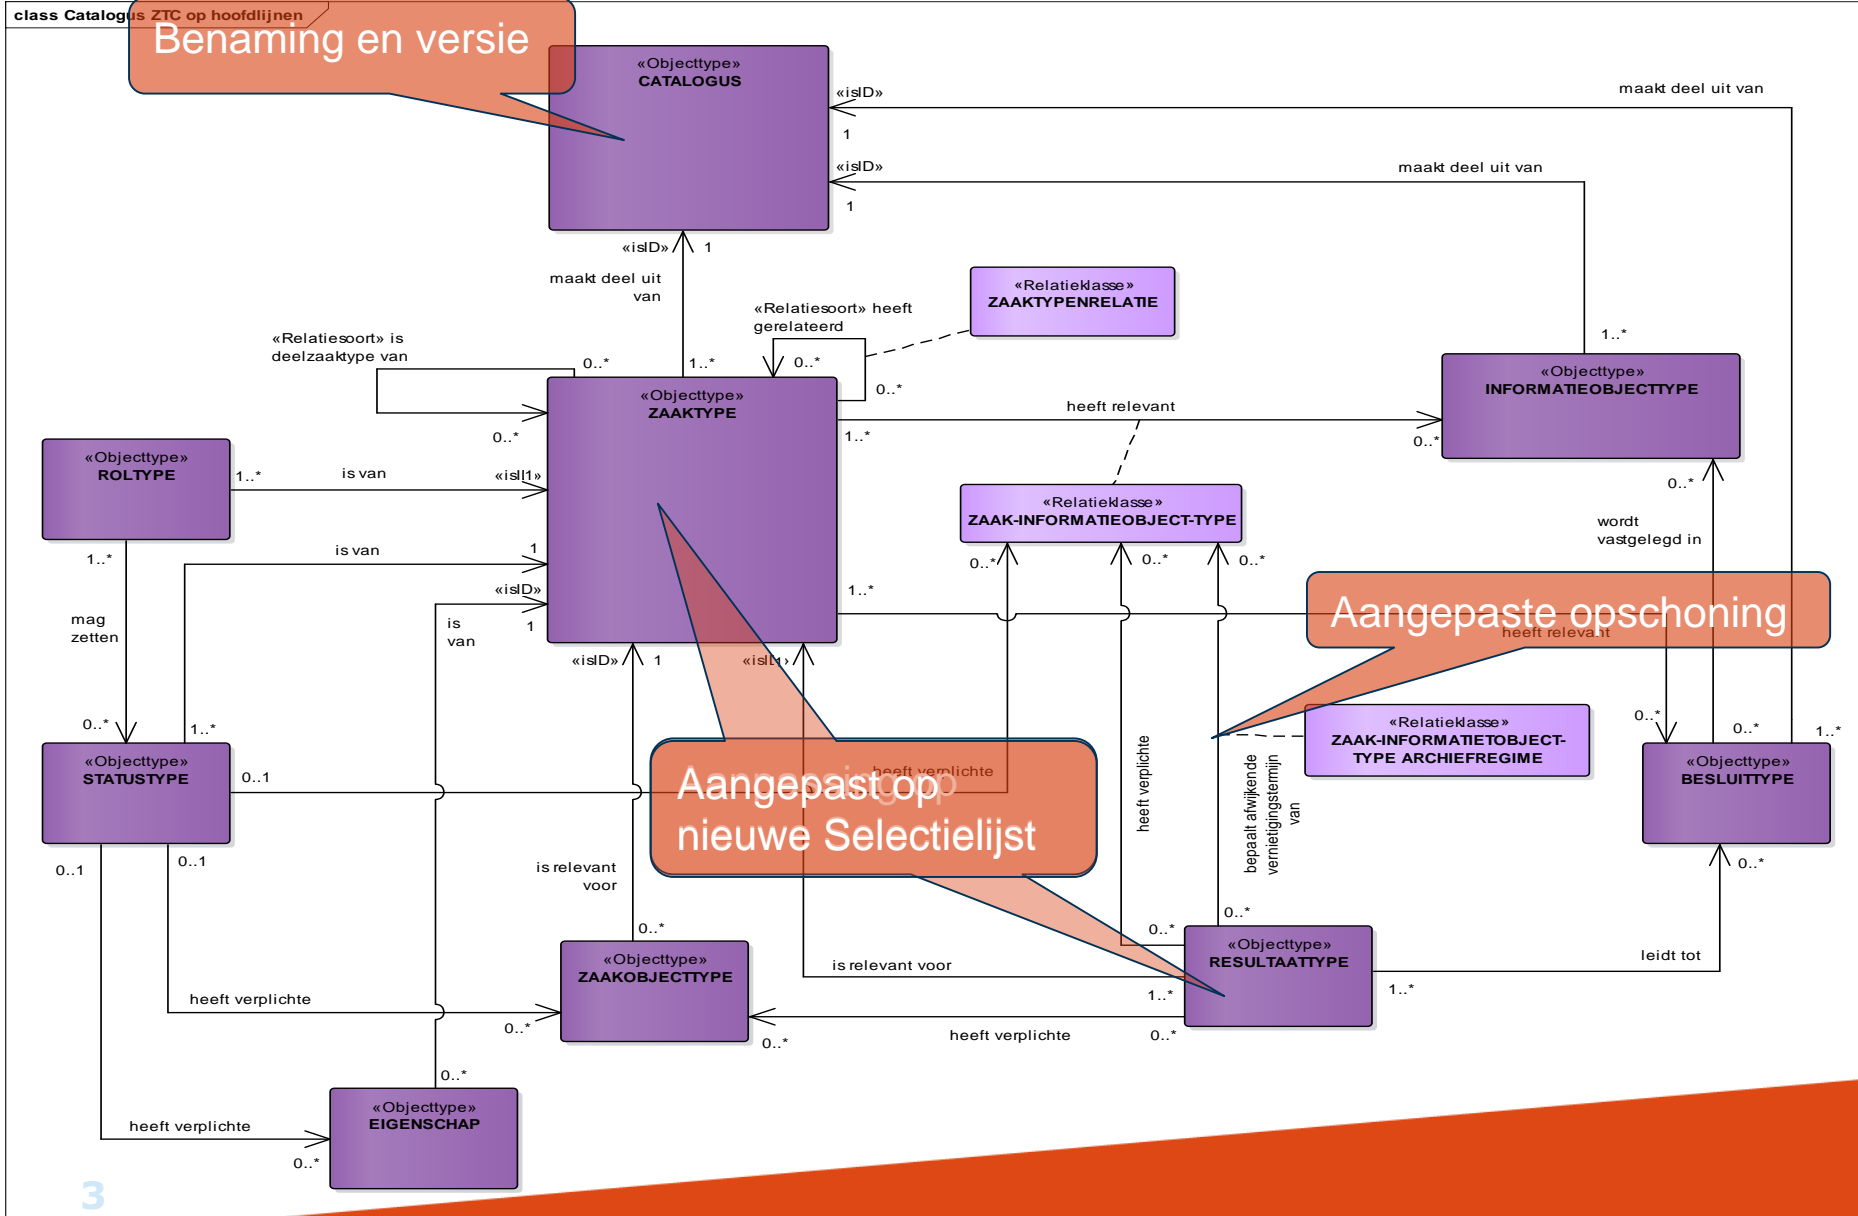 class Catalogus ZTC op hoofdlijnen
Benaming en versie
«Objecttype»
CATALOGUS
«isID»
1
maakt deel uit van
«isID»
1
maakt deel uit van
«isID»
1
maakt deel uit
van
«Relatieklasse»
ZAAKTYPENRELATIE
«Relatiesoort» heeft
gerelateerd
«Relatiesoort» is
deelzaaktype van
0..*
1..*
0..*
0..*
0..*
1..*
«Objecttype»
ZAAKTYPE
«Objecttype»
INFORMATIEOBJECTTYPE
heeft relevant
1..*
0..*
«Objecttype»
ROLTYPE
1..*
is van
«isI1»
«Relatieklasse»
ZAAK-INFORMATIEOBJECT-TYPE
0..*
wordt
vastgelegd in
is van
1
1..*
0..*
0..*
0..*
«isID»
1
1..*
mag
zetten
is
van
Aangepaste opschoning
heeft relevant
«isID»
1
0..*
1..*
«Relatieklasse»
ZAAK-INFORMATIETOBJECT-
TYPE ARCHIEFREGIME
0..*
0..*
1..*
«Objecttype»
STATUSTYPE
0..1
heeft verplichte
Aangepast op
nieuwe Selectielijst
heeft verplichte
bepaalt afwijkende
vernietigingstermijn
van
«Objecttype»
BESLUITTYPE
0..1
0..1
is relevant
voor
0..*
0..*
0..*
0..*
«Objecttype»
ZAAKOBJECTTYPE
is relevant voor
«Objecttype»
RESULTAATTYPE
leidt tot
1..*
1..*
heeft verplichte
0..*
0..*
heeft verplichte
0..*
0..*
«Objecttype»
EIGENSCHAP
heeft verplichte
0..*
3